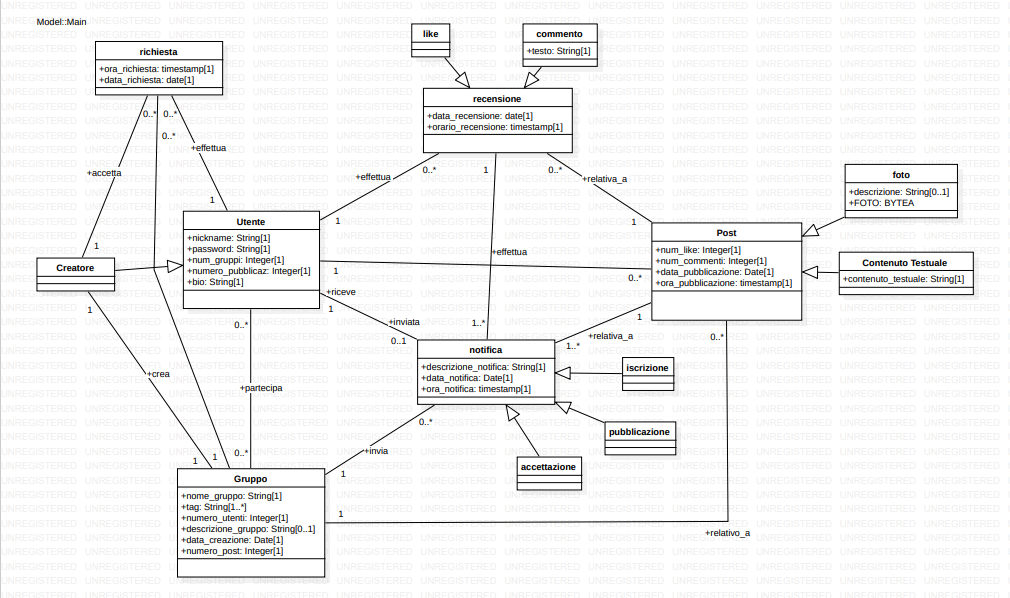 Model::Main
richiesta
+ora_richiesta: timestamp[1]
+data_richiesta: date[1]
like
commento
+testo: String[1]
recensione
+data_recensione: date[1]
+orario_recensione: timestamp[1]
0..*
0..*
0..*
+effettua
+accetta
1
1
+effettua
0..*
1
1
0..*
+relativa_a
1
+effettua
foto
+descrizione: String[0..1]
+FOTO: BYTEA
Utente
+nickname: String[1]
+password: String[1]
+num_gruppi: Integer[1]
+numero_pubblicaz: Integer[1]
+bio: String[1]
Post
+num_like: Integer[1]
+num_commenti: Integer[1]
+data_pubblicazione: Date[1]
+ora_pubblicazione: timestamp[1]
Contenuto Testuale
+contenuto_testuale: String[1]
Creatore
1
0..*
+riceve
1
+inviata
0..1
1..*
1
+relativa_a
1..*
0..*
1
0..*
notifica
+descrizione_notifica: String[1]
+data_notifica: Date[1]
+ora_notifica: timestamp[1]
iscrizione
pubblicazione
accettazione
+crea
+partecipa
0..*
+invia
1
1
1
0..*
Gruppo
+nome_gruppo: String[1]
+tag: String[1..*]
+numero_utenti: Integer[1]
+descrizione_gruppo: String[0..1]
+data_creazione: Date[1]
+numero_post: Integer[1]
1
+relativo_a